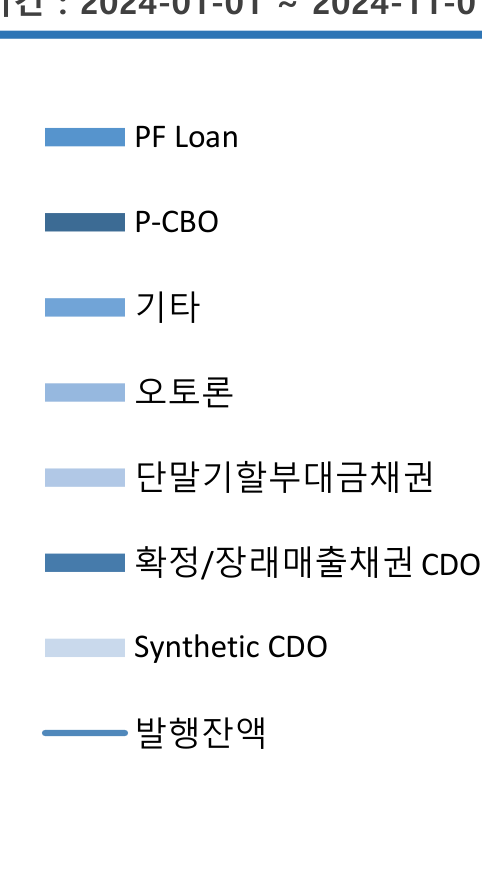 기간 : 2024-01-01 ~ 2024-11-0
PF Loan
P-CBO
기타
오토론
단말기할부대금채권
확정/장래매출채권 CDO
Synthetic CDO
발행잔액